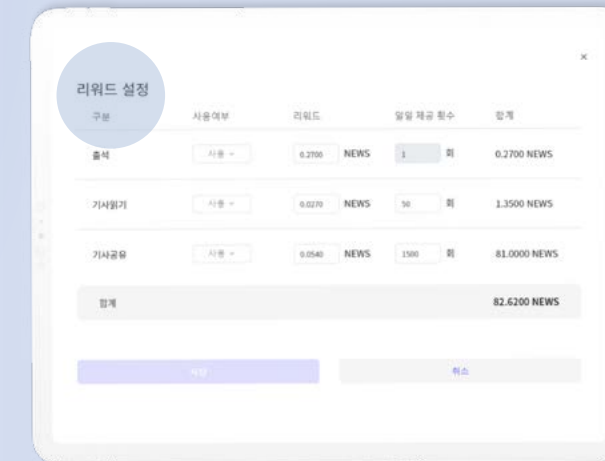 ×
리워드 설정
구분 사용여부 리워드 일일 제공 횟수 합계
출석 사용 0.2700 NEWS 1 회 0.2700 NEWS
기사읽기 사용 0.0270 NEWS 50 회 1.3500 NEWS
기사공유 사용 0.0540 NEWS 1500 회 81.0000 NEWS
합계 82.6200 NEWS
저장 취소